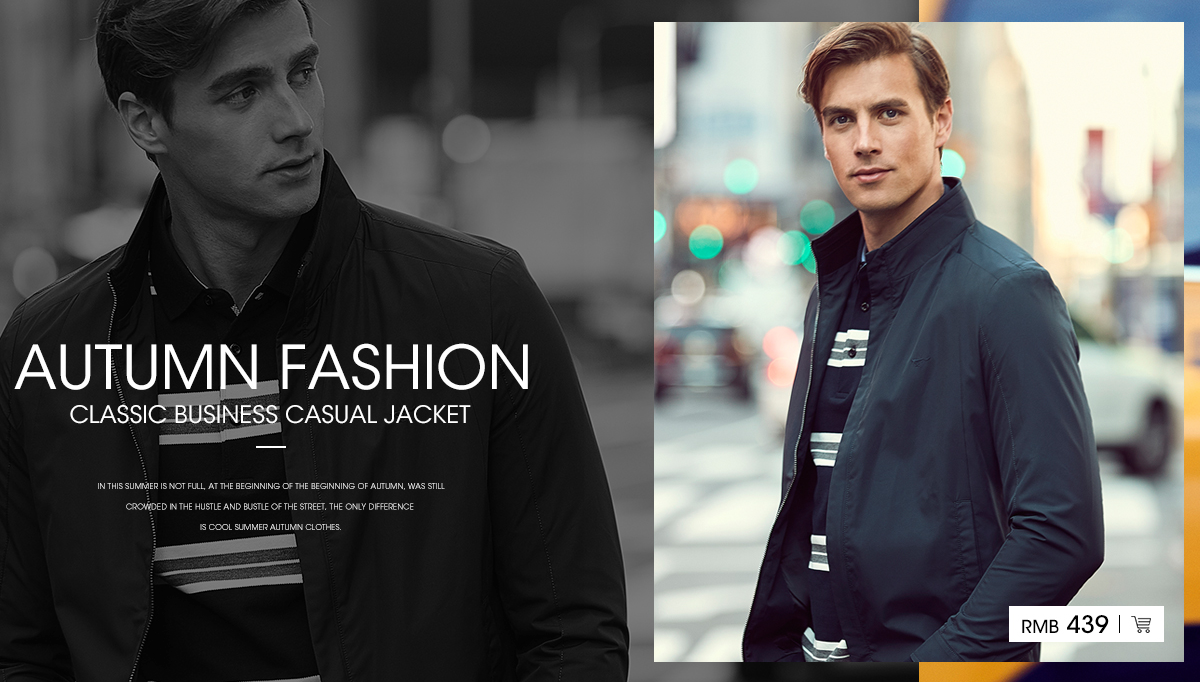 AUTUMN FASHION
CLASSIC BUSINESS CASUAL JACKET
IN THIS SUMMER IS NOT FULL, AT THE BEGINNING OF THE BEGINNING OF AUTUMN, WAS STILL
CROWDED IN THE HUSTLE AND BUSTLE OF THE STREET. THE ONLY DIFFERENCE
IS COOL SUMMER AUTUMN CLOTHES.
RMB 439